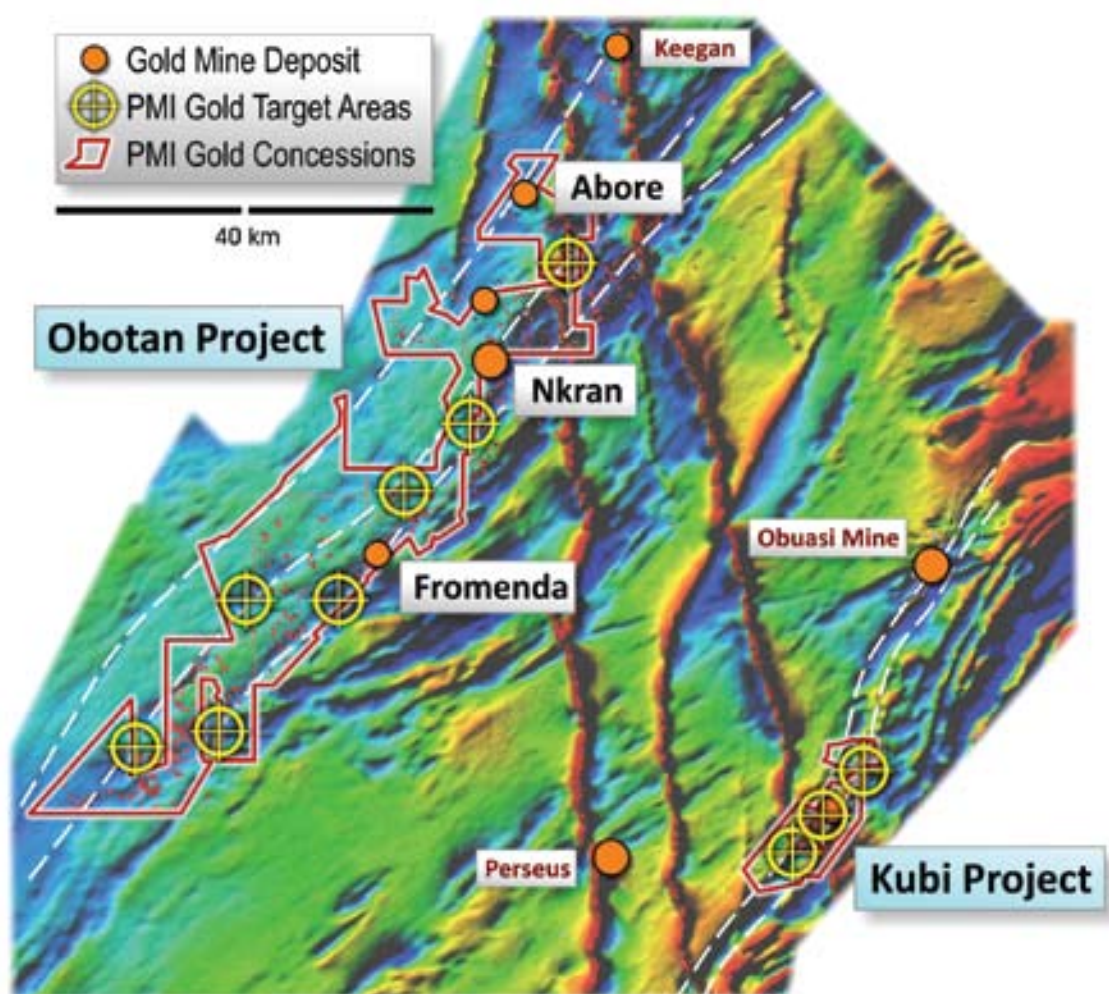 Gold Mine Deposit
PMI Gold Target Areas
PMI Gold Concessions
40 km
Keegan
Abore
Obotan Project
Nkran
Obuasi Mine
Fromenda
Perseus
Kubi Project